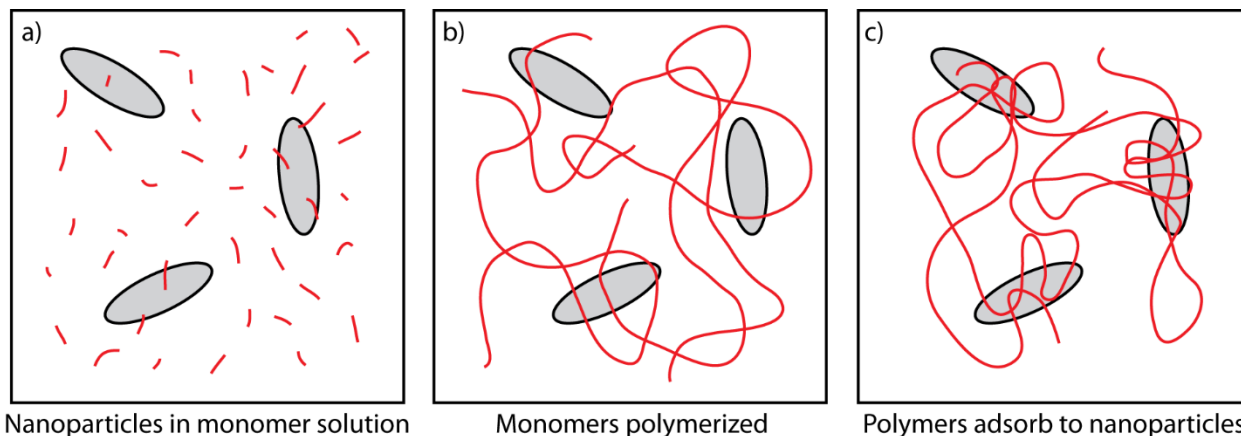 a)
b)
c)
Nanoparticles in monomer solution
Monomers polymerized
Polymers adsorb to nanoparticles